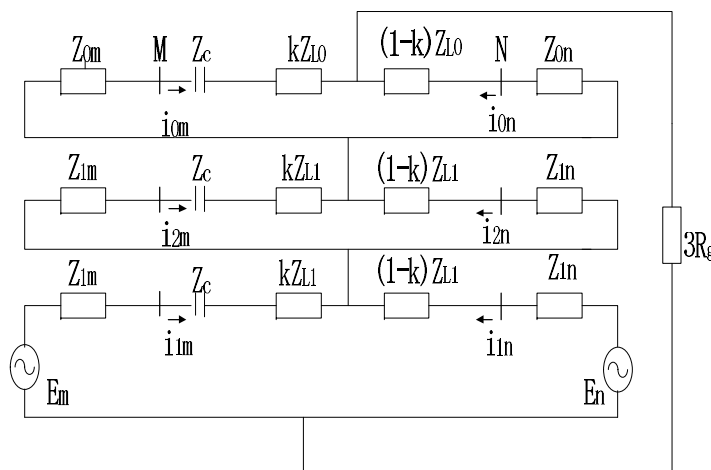 Z0m M Zc kZL0 (1-k)ZL0 N Z0n
i0m i0n
Z1m Zc kZL1 (1-k)ZL1 Z1n
i2m i2n
3Rg
Z1m Zc kZL1 (1-k)ZL1 Z1n
i1m i1n
Em En